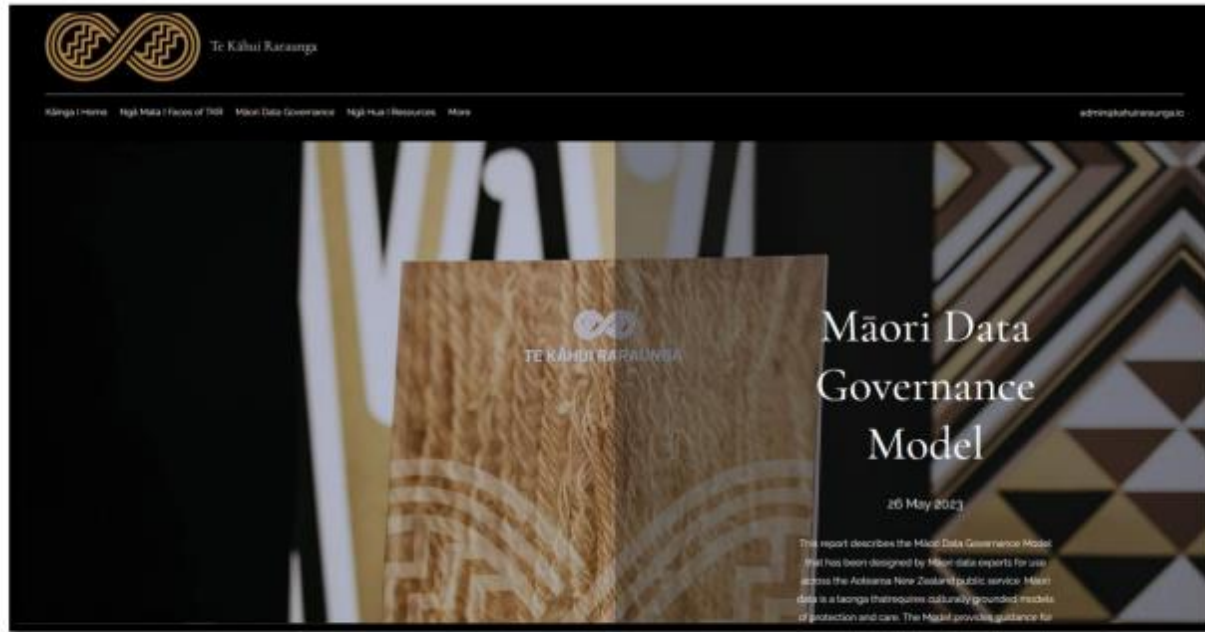 Te Kāhui Raraunga
Kāinga | Home Ngā Mata | Faces of TKR Māori Data Governance Ngā Hua | Resources More admin@kahuiraraunga.io
TE KĀHUI RARAUNGA
Māori Data
Governance
Model
26 May 2023
This report describes the Māori Data Governance Model
that has been designed by Māori data experts for use
across the Aotearoa New Zealand public service. Māori
data is a taonga thatrequires culturally grounded models
of protection and care. The Model provides guidance for